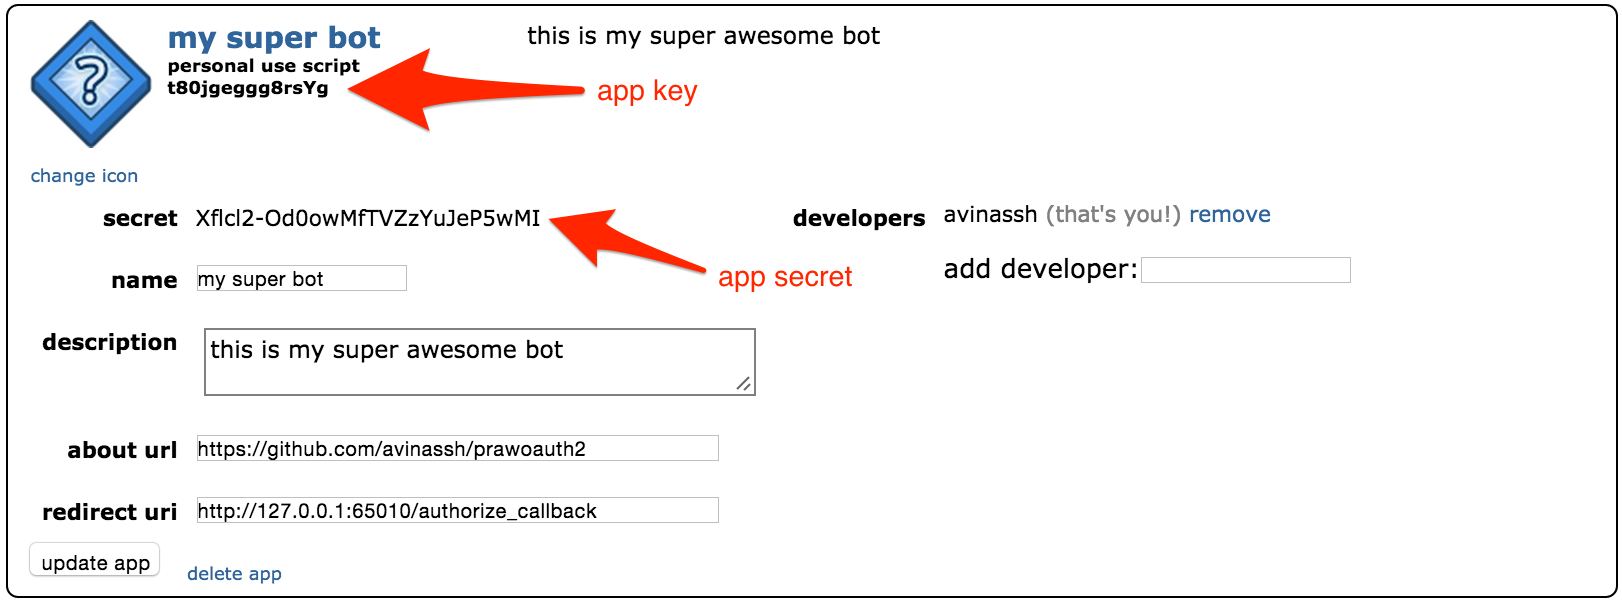 my super bot
this is my super awesome bot
personal use script
t80jgeggg8rsYg
app key
change icon
secret Xflcl2-Od0owMfTVZzYuJeP5wMI
developers avinassh (that's you!) remove
app secret
add developer:
name my super bot
description this is my super awesome bot
about url https://github.com/avinassh/prawoauth2
redirect uri http://127.0.0.1:65010/authorize_callback
update app
delete app